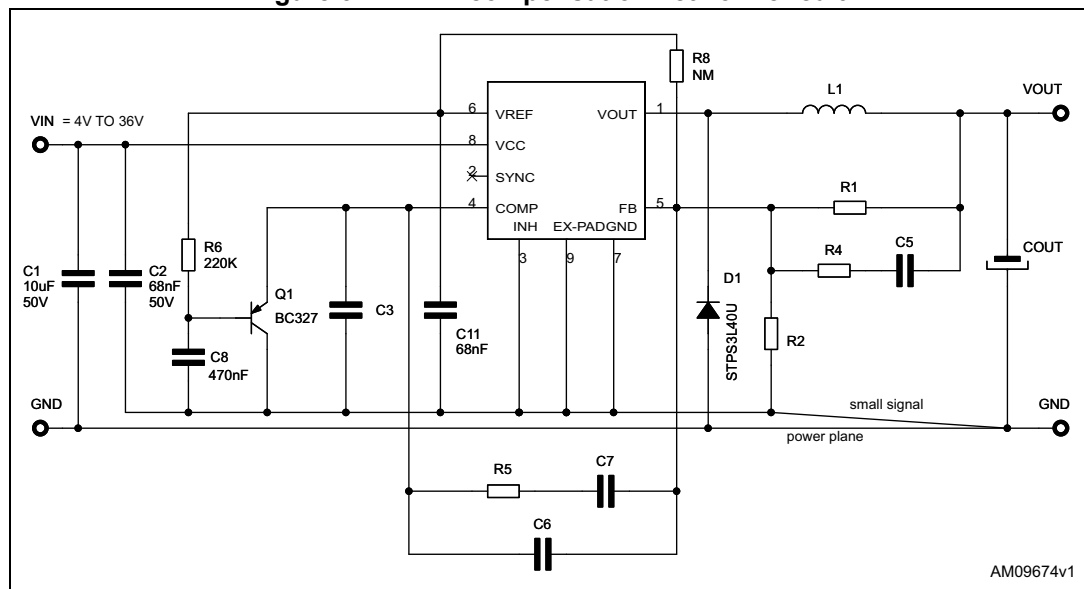 R8
NM
L1
VOUT
VIN = 4V TO 36V
6 VREF
VOUT 1
8 VCC
2 SYNC
4 COMP
FB 5
INH EX-PADGND
3 9 7
R1
R4 C5
COUT
R6
220K
C1
10uF
50V
C2
68nF
50V
Q1
BC327
C3
C11
68nF
D1
STPS3L40U
R2
C8
470nF
GND
small signal
GND
power plane
R5
C7
C6
AM09674v1